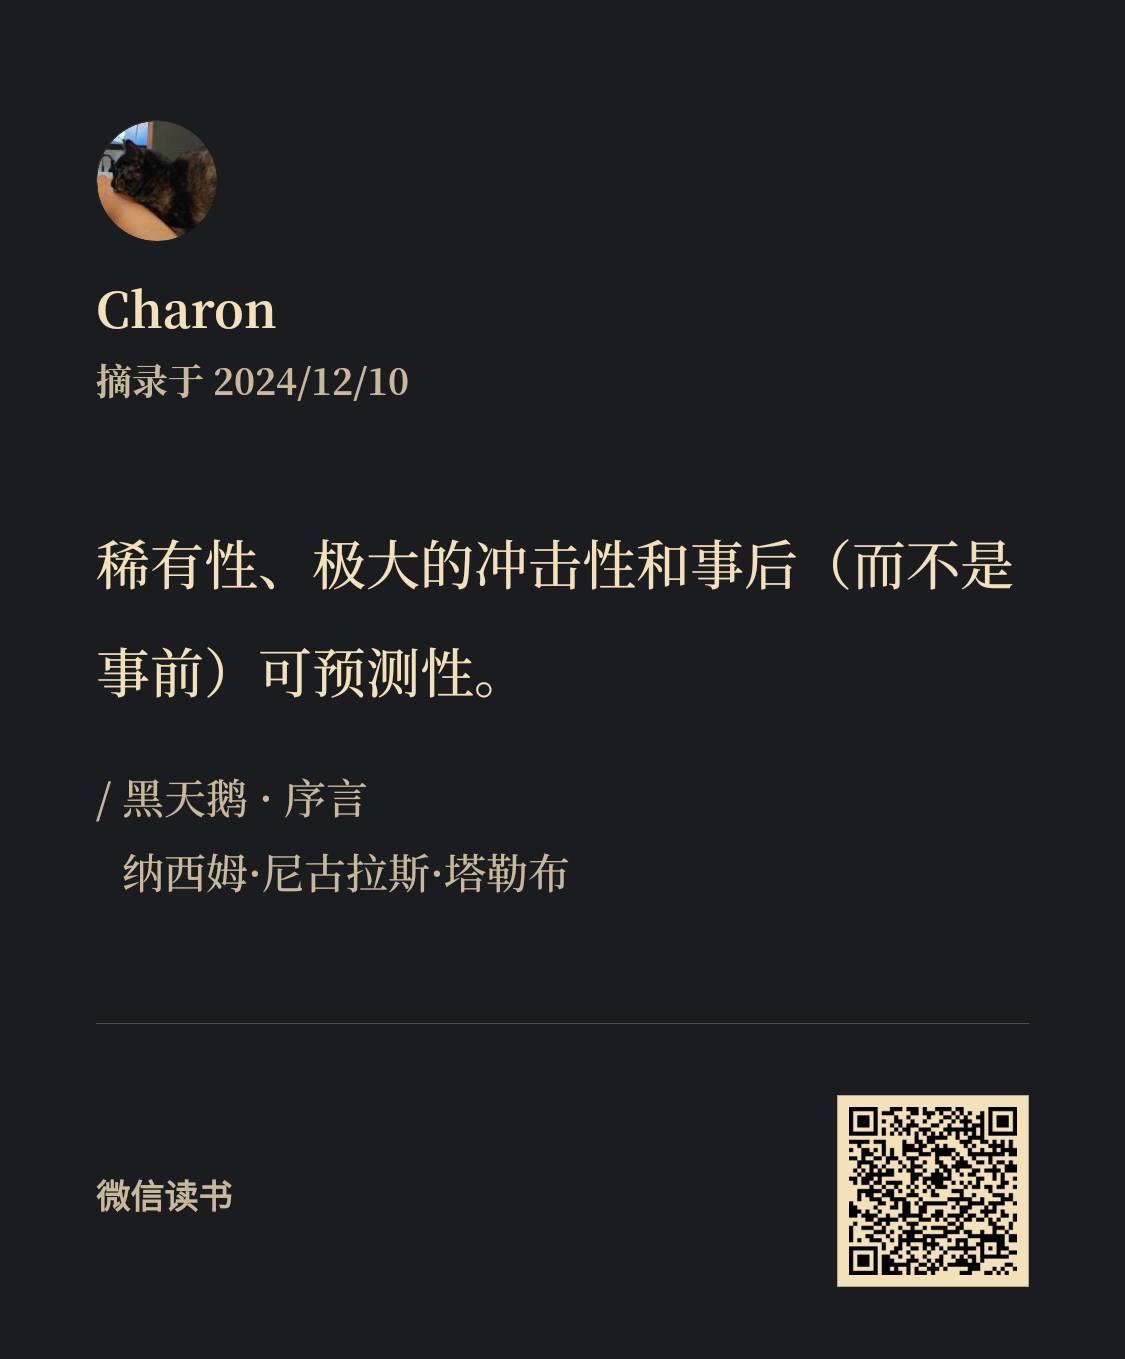 Charon
摘录于 2024/12/10
稀有性、极大的冲击性和事后（而不是
事前）可预测性。
/ 黑天鹅 · 序言
纳西姆·尼古拉斯·塔勒布
微信读书